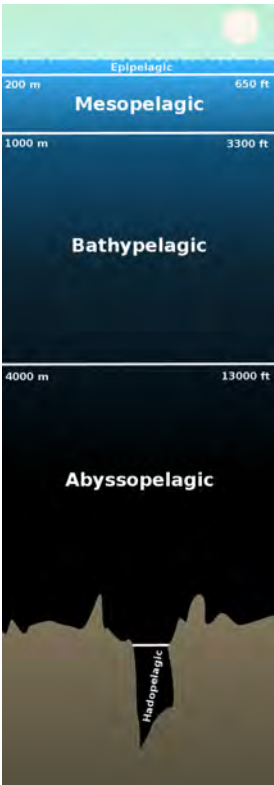 Epipelagic
200 m 650 ft
Mesopelagic
1000 m 3300 ft
Bathypelagic
4000 m 13000 ft
Abyssopelagic
Hadopelagic